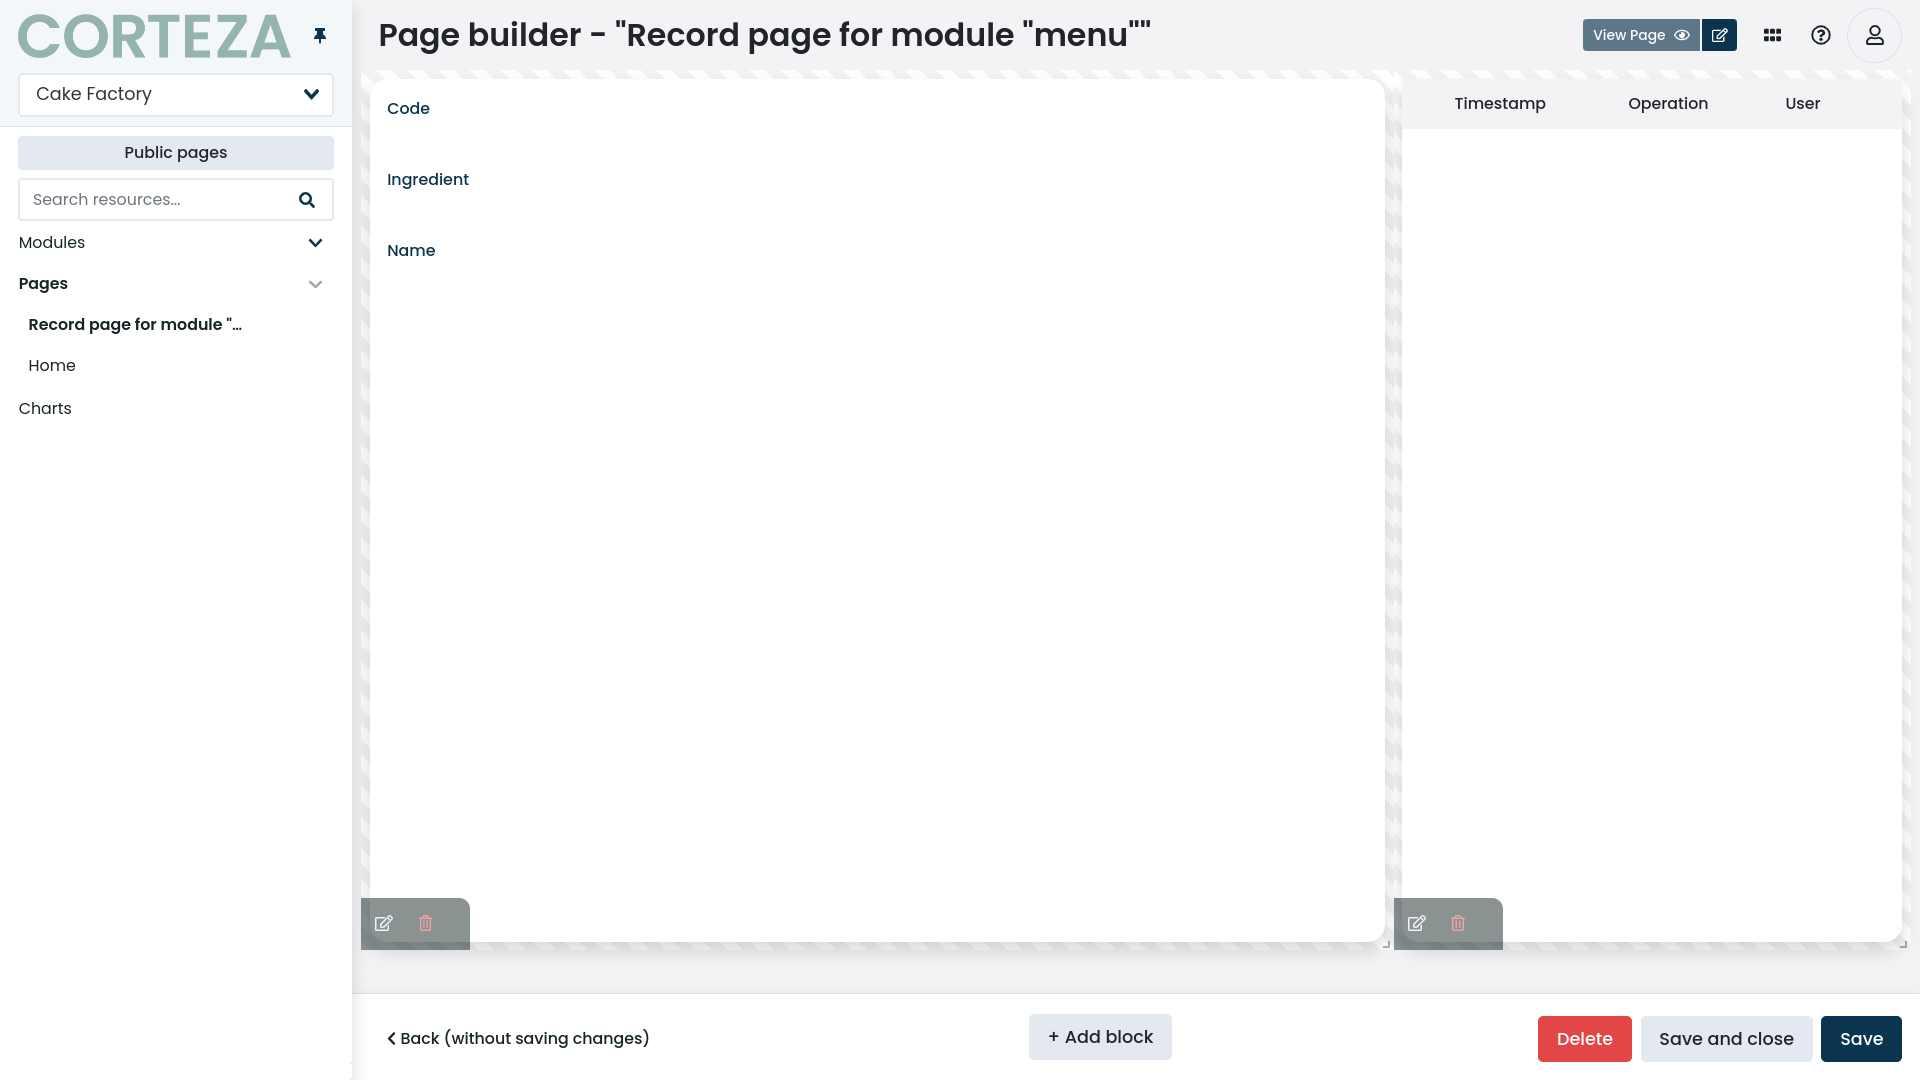 CORTEZA
Cake Factory
Public pages
Search resources...
Modules
Pages
Record page for module "...
Home
Charts
Page builder - "Record page for module "menu""
View Page
Code
Ingredient
Name
Timestamp Operation User
Back (without saving changes)
+ Add block
Delete
Save and close
Save